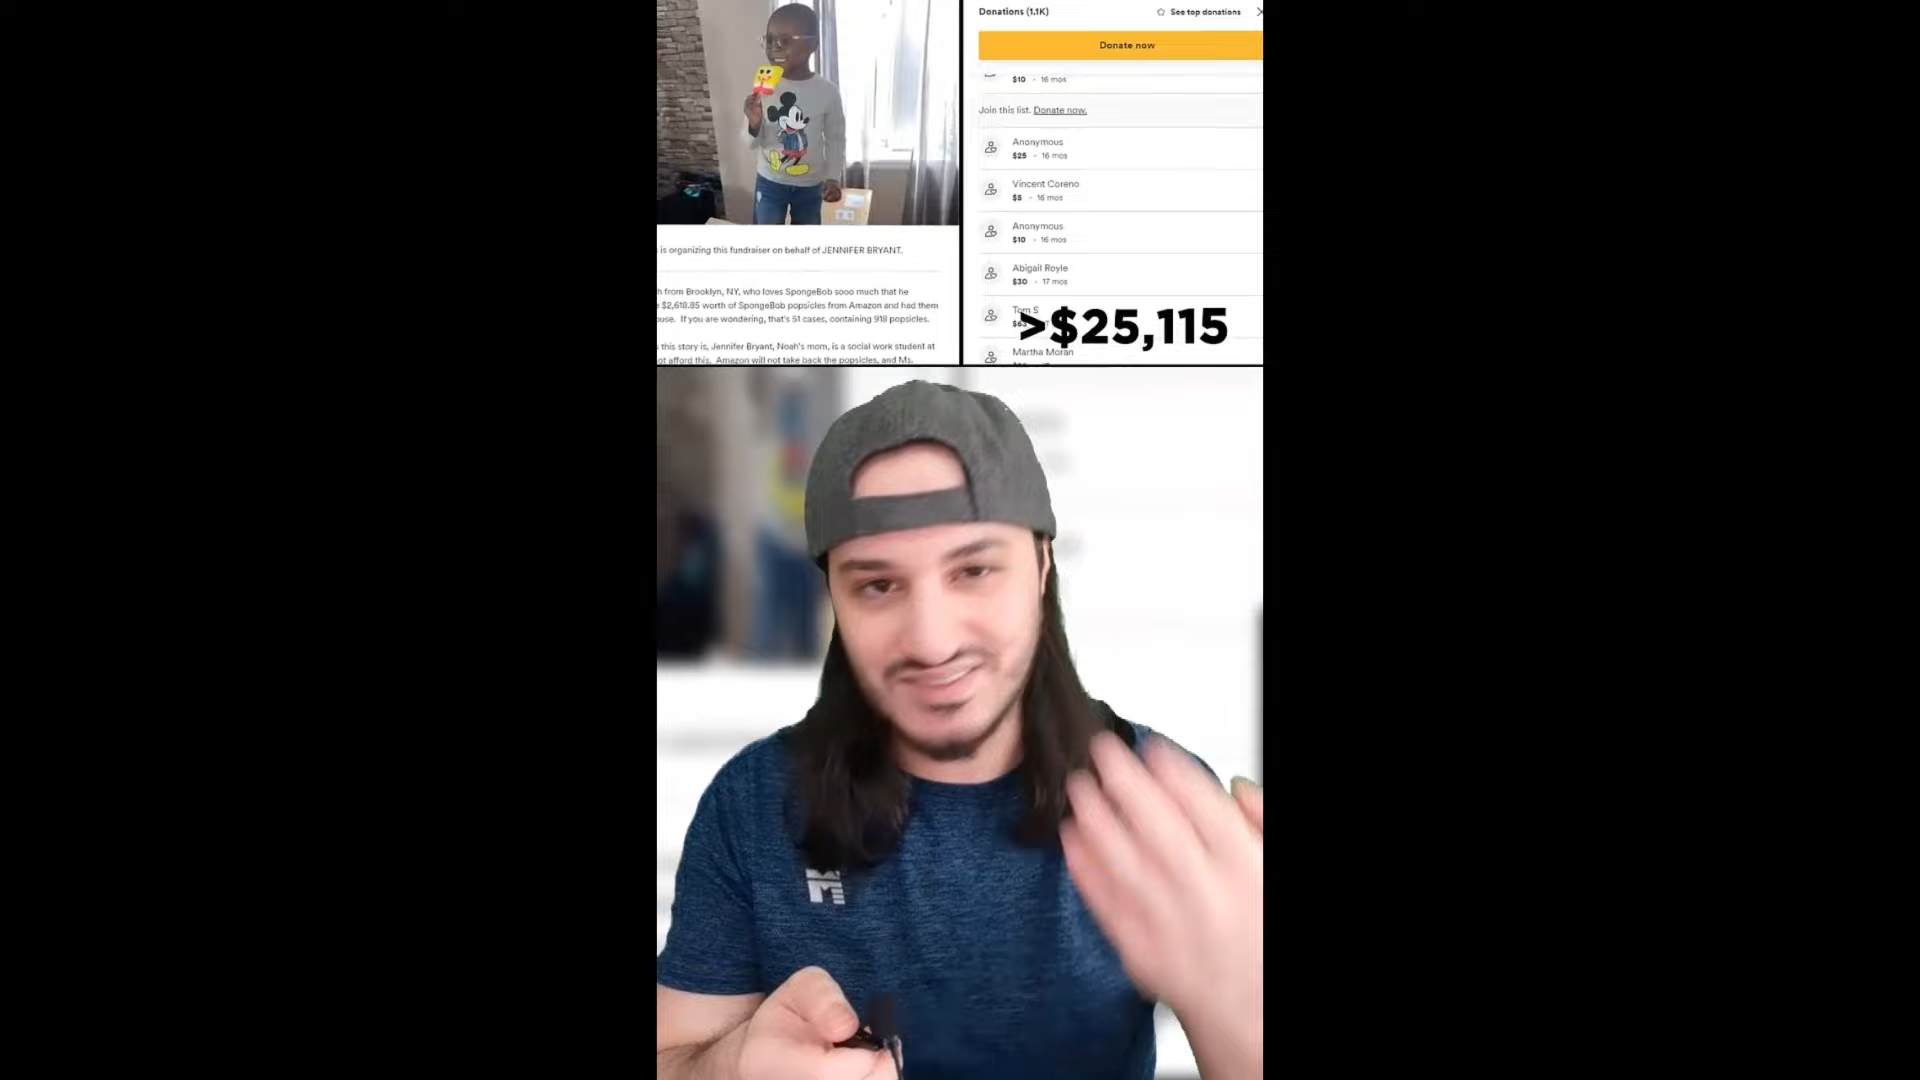 is organizing this fundraiser on behalf of JENNIFER BRYANT.
from Brooklyn, NY, who loves SpongeBob sooo much that he
$2,618.85 worth of SpongeBob popsicles from Amazon and had them
If you are wondering, that's 51 cases, containing 918 popsicles.
this story is, Jennifer Bryant, Noah's mom, is a social work student at
afford this. Amazon will not take back the popsicles, and Ms.
Donations (1.1K)
See top donations
Donate now
$10 • 16 mos
Join this list. Donate now.
Anonymous
$25 • 16 mos
Vincent Coreno
$5 • 16 mos
Anonymous
$10 • 16 mos
Abigail Royle
$30 • 17 mos
Tom S
>$25,115
Martha Moran
M